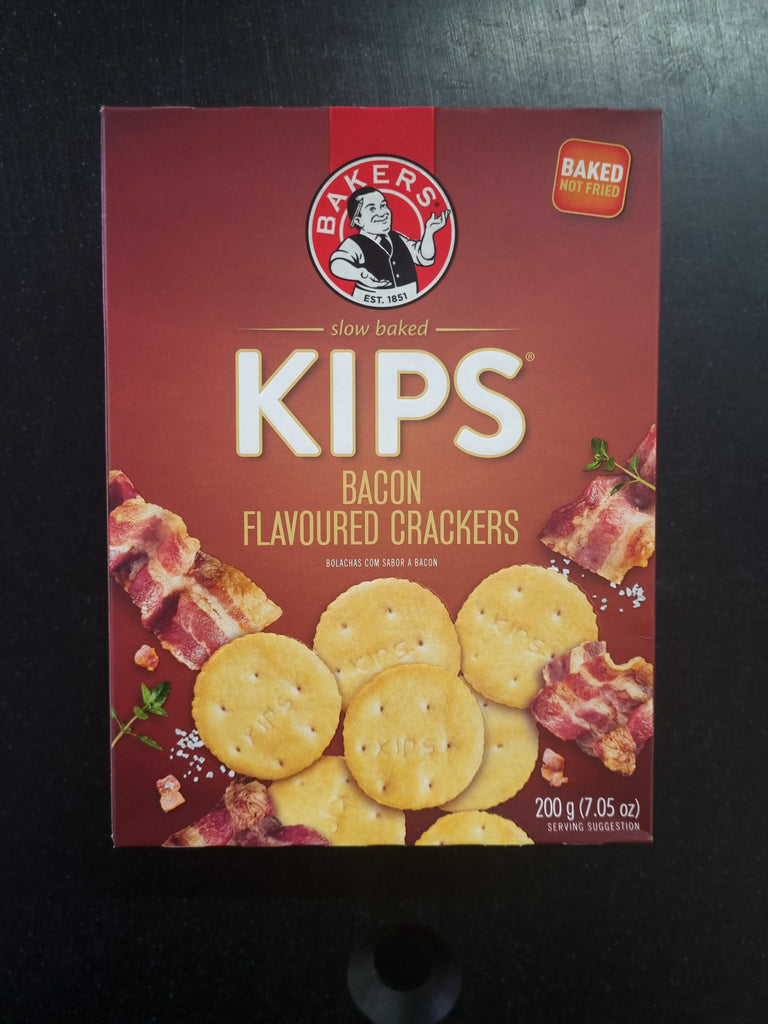 BAKERS®
EST. 1851
BAKED
NOT FRIED
slow baked
KIPS®
BACON
FLAVOURED CRACKERS
BOLACHAS COM SABOR A BACON
KIPS
KIPS
KIPS
KIPS
200 g (7.05 oz)
SERVING SUGGESTION